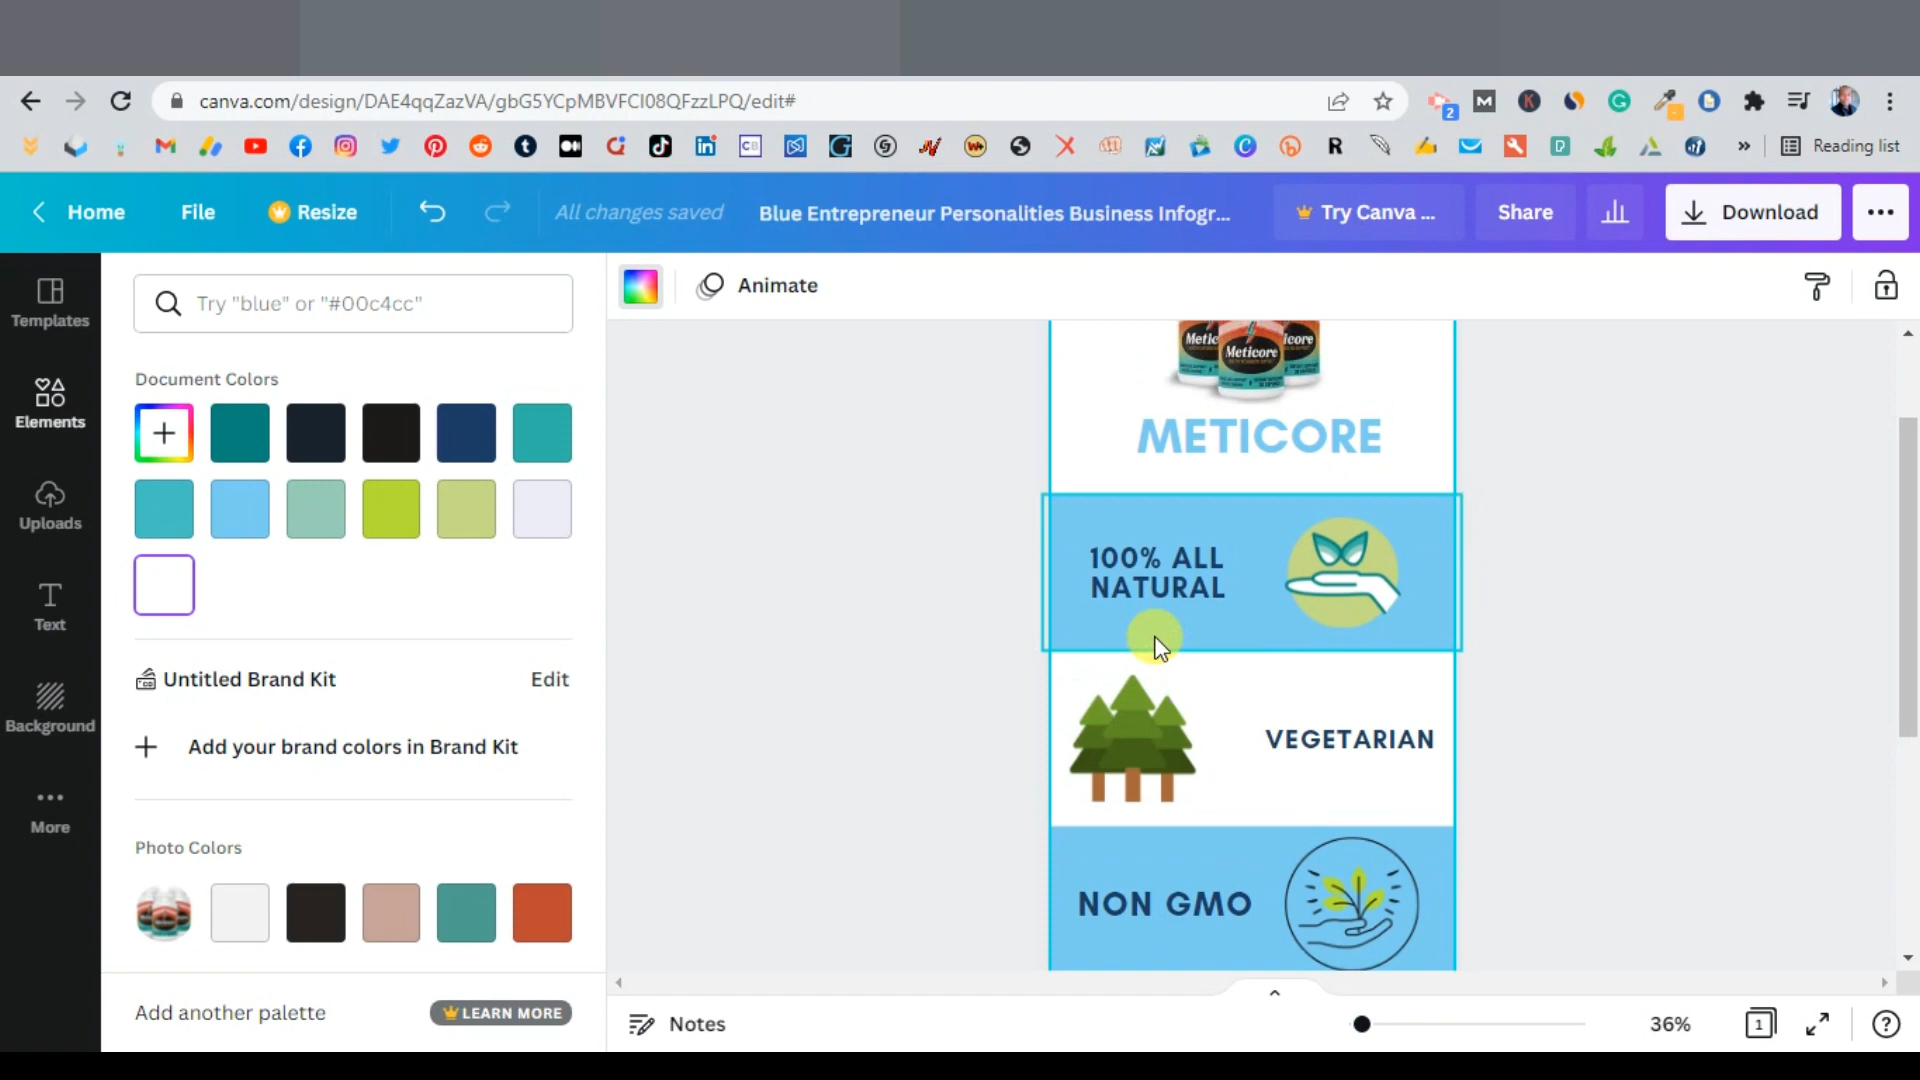 canva.com/design/DAE4qqZazVA/gbG5YCpMBVFCI08QFzzLPQ/edit#
2
Reading list
Home
File
Resize
All changes saved
Blue Entrepreneur Personalities Business Infogr...
Try Canva ...
Share
Download
Templates
Elements
Uploads
Text
Background
More
Try "blue" or "#00c4cc"
Document Colors
Untitled Brand Kit
Edit
Add your brand colors in Brand Kit
Photo Colors
Add another palette
LEARN MORE
Animate
Meticore
METICORE
100% ALL
NATURAL
VEGETARIAN
NON GMO
Notes
36%
1